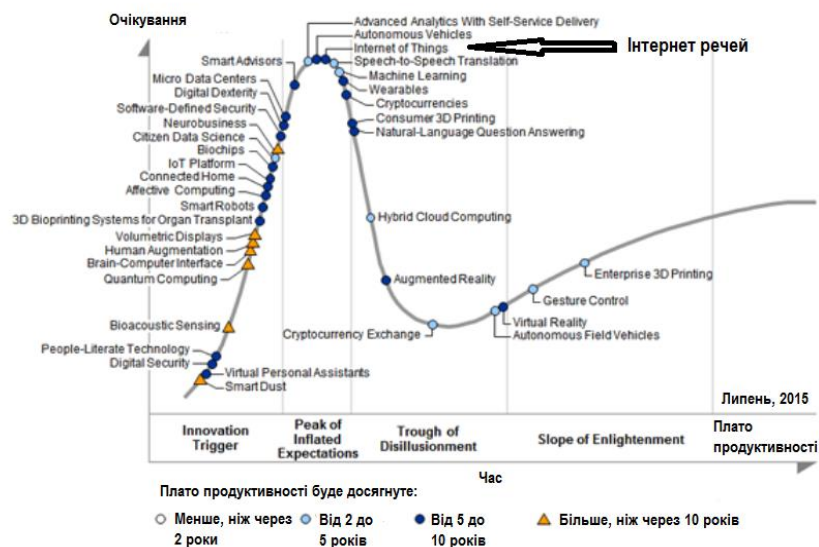 Очікування
Advanced Analytics With Self-Service Delivery
Autonomous Vehicles
Internet of Things
Інтернет речей
Speech-to-Speech Translation
Machine Learning
Wearables
Cryptocurrencies
Consumer 3D Printing
Natural-Language Question Answering
Smart Advisors
Micro Data Centers
Digital Dexterity
Software-Defined Security
Neurobusiness
Citizen Data Science
Biochips
IoT Platform
Connected Home
Affective Computing
Smart Robots
3D Bioprinting Systems for Organ Transplant
Volumetric Displays
Human Augmentation
Brain-Computer Interface
Quantum Computing
Bioacoustic Sensing
People-Literate Technology
Digital Security
Virtual Personal Assistants
Smart Dust
Hybrid Cloud Computing
Augmented Reality
Cryptocurrency Exchange
Enterprise 3D Printing
Gesture Control
Virtual Reality
Autonomous Field Vehicles
Липень, 2015
Innovation
Trigger
Peak of
Inflated
Expectations
Trough of
Disillusionment
Slope of Enlightenment
Плато
продуктивності
Час
Плато продуктивності буде досягнуте:
Менше, ніж через
2 роки
Від 2 до
5 років
Від 5 до
10 років
Більше, ніж через 10 років